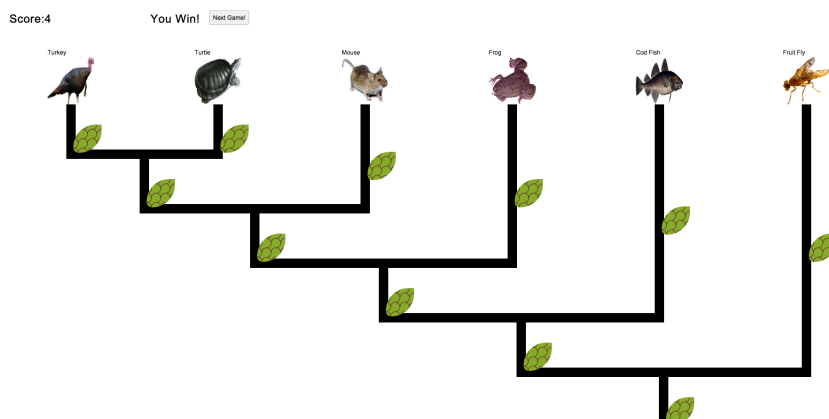 Score:4
You Win!
Next Game!
Turkey
Turtle
Mouse
Frog
Cod Fish
Fruit Fly